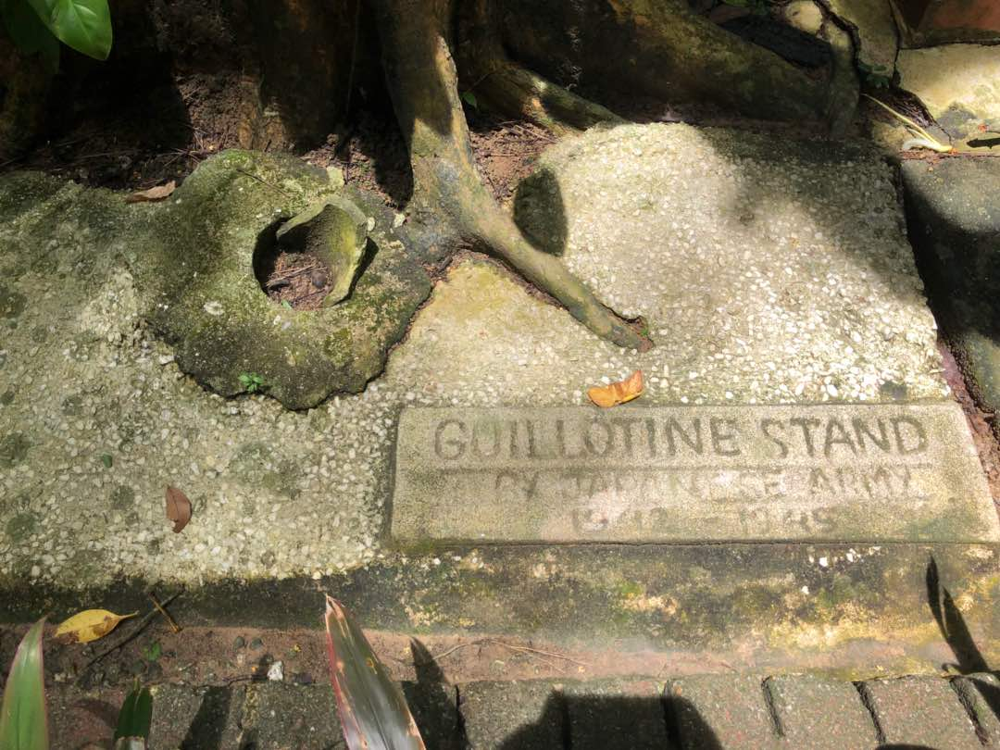 GUILLOTINE STAND
BY JAPANESE ARMY
1942 - 1945